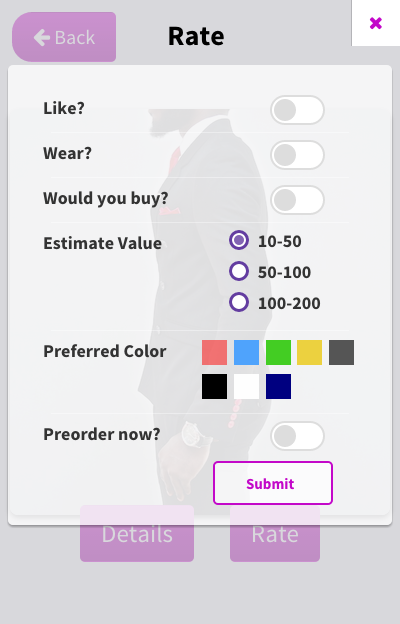 Back
Rate
Like?
Wear?
Would you buy?
Estimate Value
10-50
50-100
100-200
Preferred Color
Preorder now?
Submit
Details
Rate